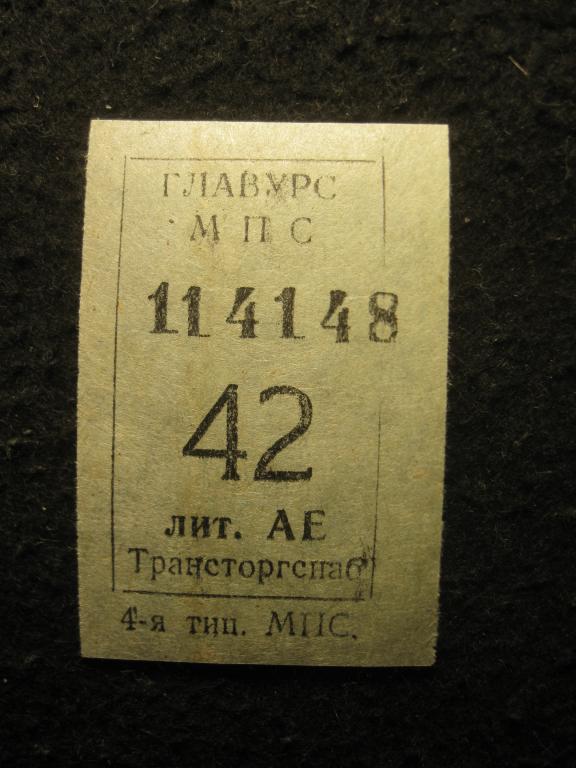 ГЛАВУРС
МПС
114148
42
лит. АЕ
Трансторгснаб
4-я тип. МПС.